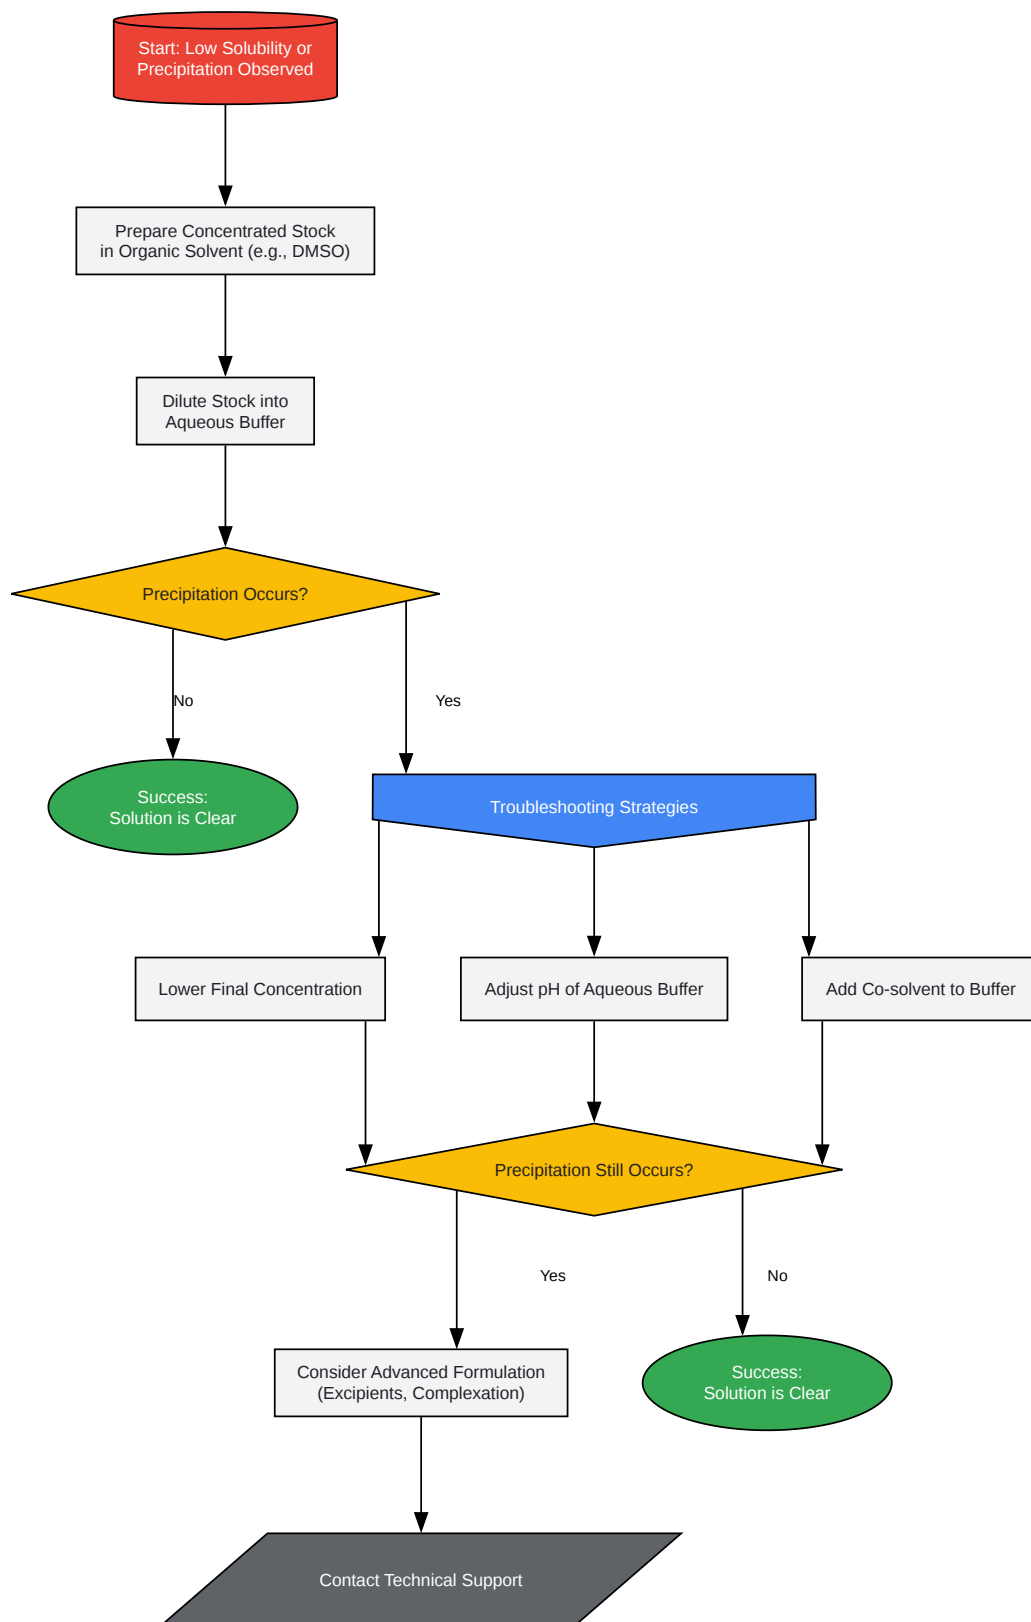 Start: Low Solubility or
Precipitation Observed
Prepare Concentrated Stock
in Organic Solvent (e.g., DMSO)
Dilute Stock into
Aqueous Buffer
Precipitation Occurs?
No
Yes
Success:
Solution is Clear
Troubleshooting Strategies
Lower Final Concentration
Adjust pH of Aqueous Buffer
Add Co-solvent to Buffer
Precipitation Still Occurs?
Yes
No
Consider Advanced Formulation
(Excipients, Complexation)
Success:
Solution is Clear
Contact Technical Support